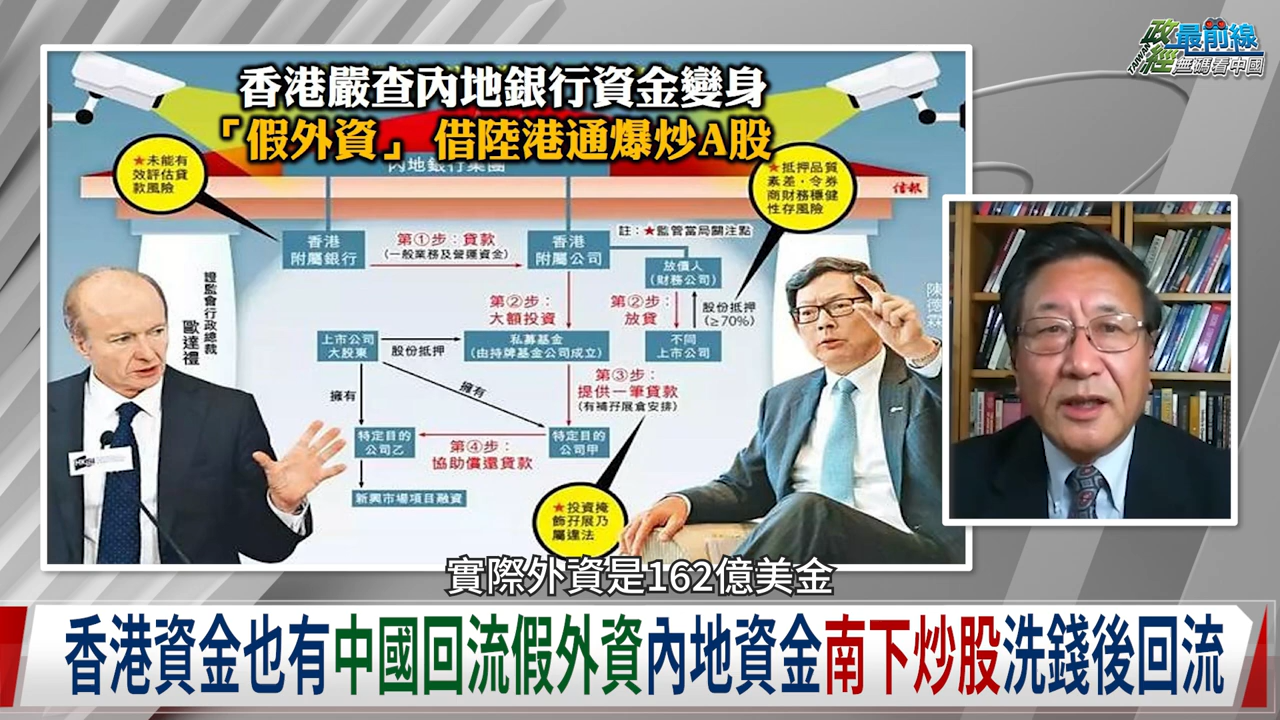 政經最前線
無碼看中國
香港嚴查內地銀行資金變身
「假外資」 借陸港通爆炒A股
內地銀行集團
信報
★未能有
效評估貸
款風險
★抵押品質
素差，令券
商財務穩健
性存風險
註：★監管當局關注點
香港
附屬銀行
第①步：貸款
(一般業務及營運資金)
香港
附屬公司
放債人
(財務公司)
第②步：
大額投資
第②步：
放貸
股份抵押
(≥70%)
上市公司
大股東
股份抵押
私募基金
(由持牌基金公司成立)
不同
上市公司
擁有
擁有
第③步：
提供一筆貸款
(有補孖展倉安排)
特定目的
公司乙
第④步：
協助償還貸款
特定目的
公司甲
新興市場項目融資
★投資掩
飾孖展乃
屬違法
證監會行政總裁
歐達禮
陳德霖
實際外資是162億美金
香港資金也有中國回流假外資內地資金南下炒股洗錢後回流